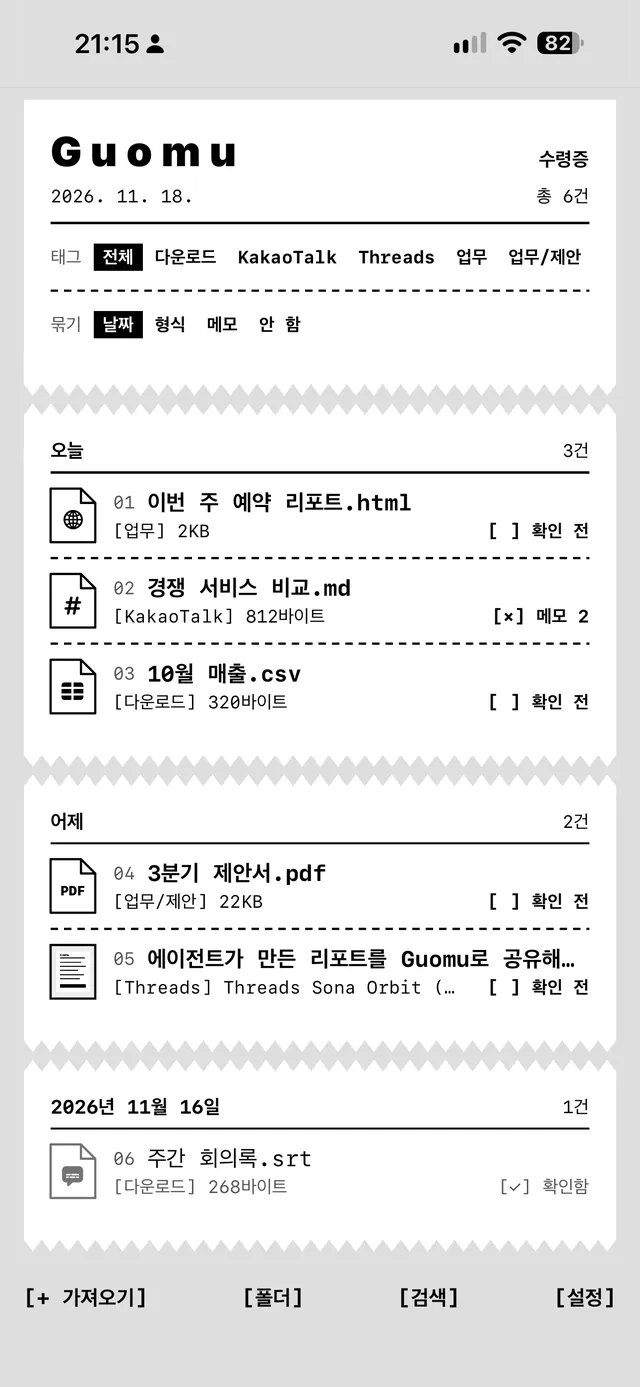 21:15
82
Guomu
수령증
2026. 11. 18.
총 6건
태그 전체 다운로드 KakaoTalk Threads 업무 업무/제안
묶기 날짜 형식 메모 안 함
오늘 3건
01 이번 주 예약 리포트.html
[업무] 2KB [ ] 확인 전
# 02 경쟁 서비스 비교.md
[KakaoTalk] 812바이트 [×] 메모 2
03 10월 매출.csv
[다운로드] 320바이트 [ ] 확인 전
어제 2건
PDF 04 3분기 제안서.pdf
[업무/제안] 22KB [ ] 확인 전
05 에이전트가 만든 리포트를 Guomu로 공유해…
[Threads] Threads Sona Orbit (… [ ] 확인 전
2026년 11월 16일 1건
06 주간 회의록.srt
[다운로드] 268바이트 [✓] 확인함
[+ 가져오기] [폴더] [검색] [설정]